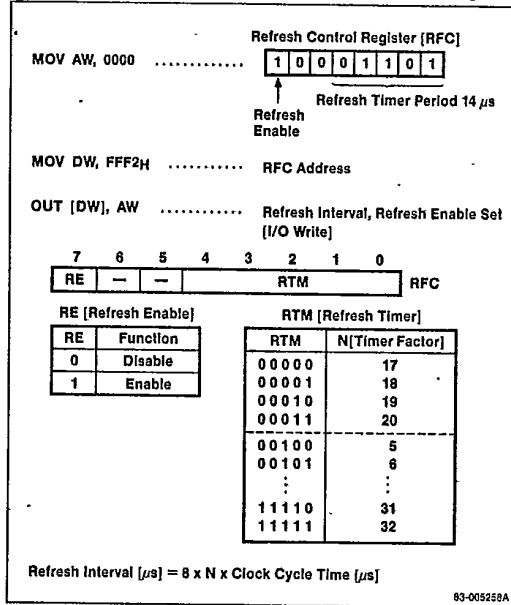 Refresh Control Register [RFC]
MOV AW, 0000 ............. 1 0 0 0 1 1 0 1
Refresh Timer Period 14 μs
Refresh
Enable
MOV DW, FFF2H ......... RFC Address
OUT [DW], AW ............ Refresh Interval, Refresh Enable Set
[I/O Write]
7 6 5 4 3 2 1 0
RE — — RTM RFC
RE [Refresh Enable]
RE Function
0 Disable
1 Enable
RTM [Refresh Timer]
RTM N[Timer Factor]
00000 17
00001 18
00010 19
00011 20
00100 5
00101 6
⋮ ⋮
11110 31
11111 32
Refresh Interval [μs] = 8 x N x Clock Cycle Time [μs]
83-005258A